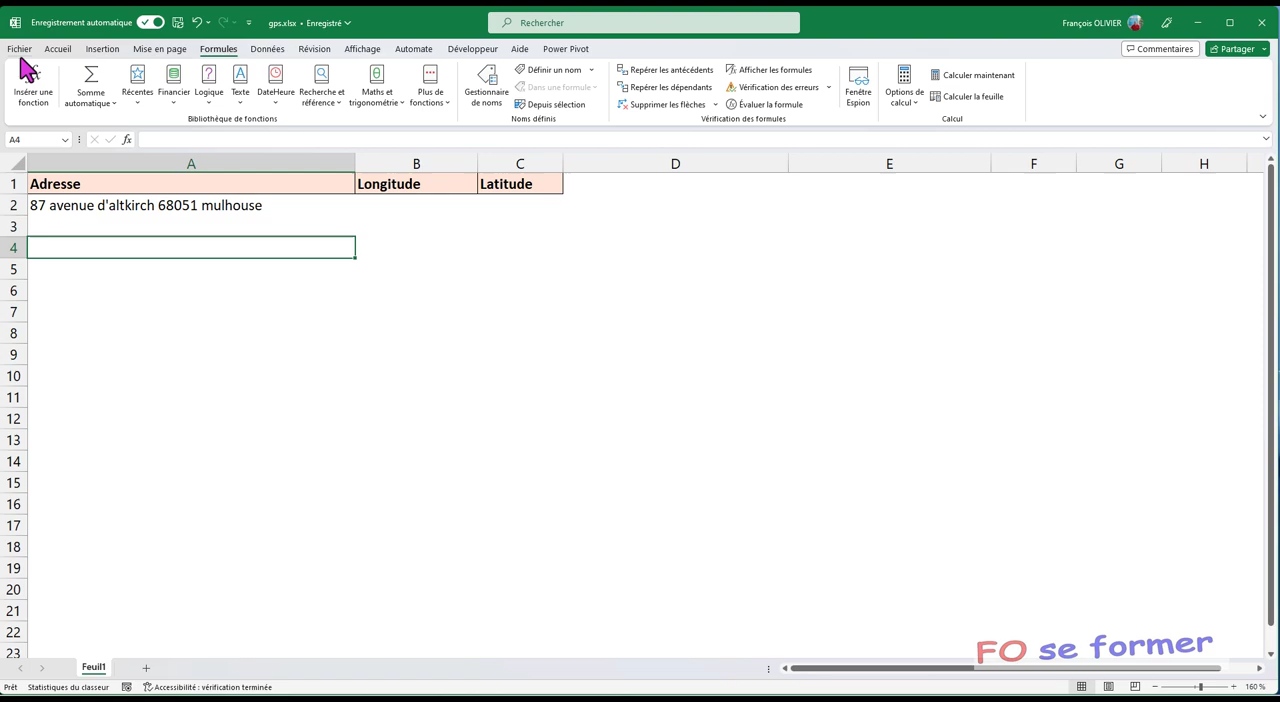 Enregistrement automatique gps.xlsx • Enregistré Rechercher François OLIVIER
Fichier Accueil Insertion Mise en page Formules Données Révision Affichage Automate Développeur Aide Power Pivot Commentaires Partager
Insérer une fonction
Somme automatique
Récentes
Financier
Logique
Texte
DateHeure
Recherche et référence
Maths et trigonométrie
Plus de fonctions
Bibliothèque de fonctions
Gestionnaire de noms
Définir un nom
Dans une formule
Depuis sélection
Noms définis
Repérer les antécédents
Repérer les dépendants
Supprimer les flèches
Afficher les formules
Vérification des erreurs
Évaluer la formule
Vérification des formules
Fenêtre Espion
Options de calcul
Calculer maintenant
Calculer la feuille
Calcul
A4 fx
A B C D E F G H
1 Adresse Longitude Latitude
2 87 avenue d'altkirch 68051 mulhouse
3
4
5
6
7
8
9
10
11
12
13
14
15
16
17
18
19
20
21
22
23
FO se former
Feuil1
Prêt Statistiques du classeur Accessibilité : vérification terminée 160 %